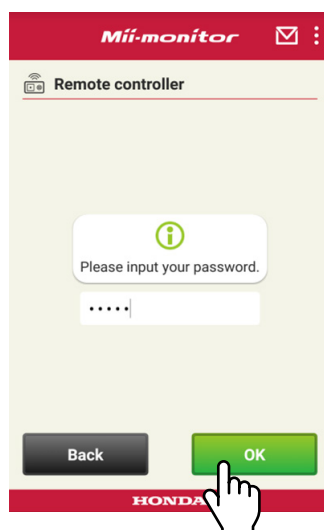 Mii-monitor
Remote controller
Please input your password.
•••••
Back
OK
HONDA